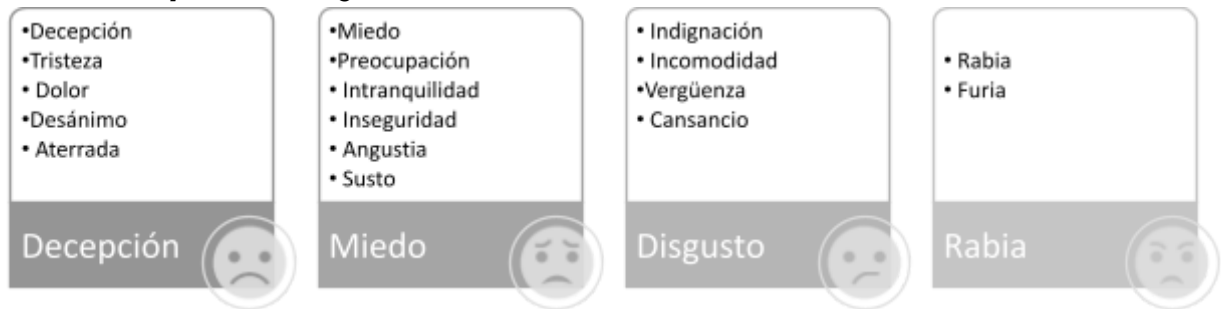 •Decepción
•Tristeza
• Dolor
•Desánimo
• Aterrada
Decepción
•Miedo
•Preocupación
• Intranquilidad
• Inseguridad
• Angustia
• Susto
Miedo
• Indignación
• Incomodidad
•Vergüenza
• Cansancio
Disgusto
• Rabia
• Furia
Rabia